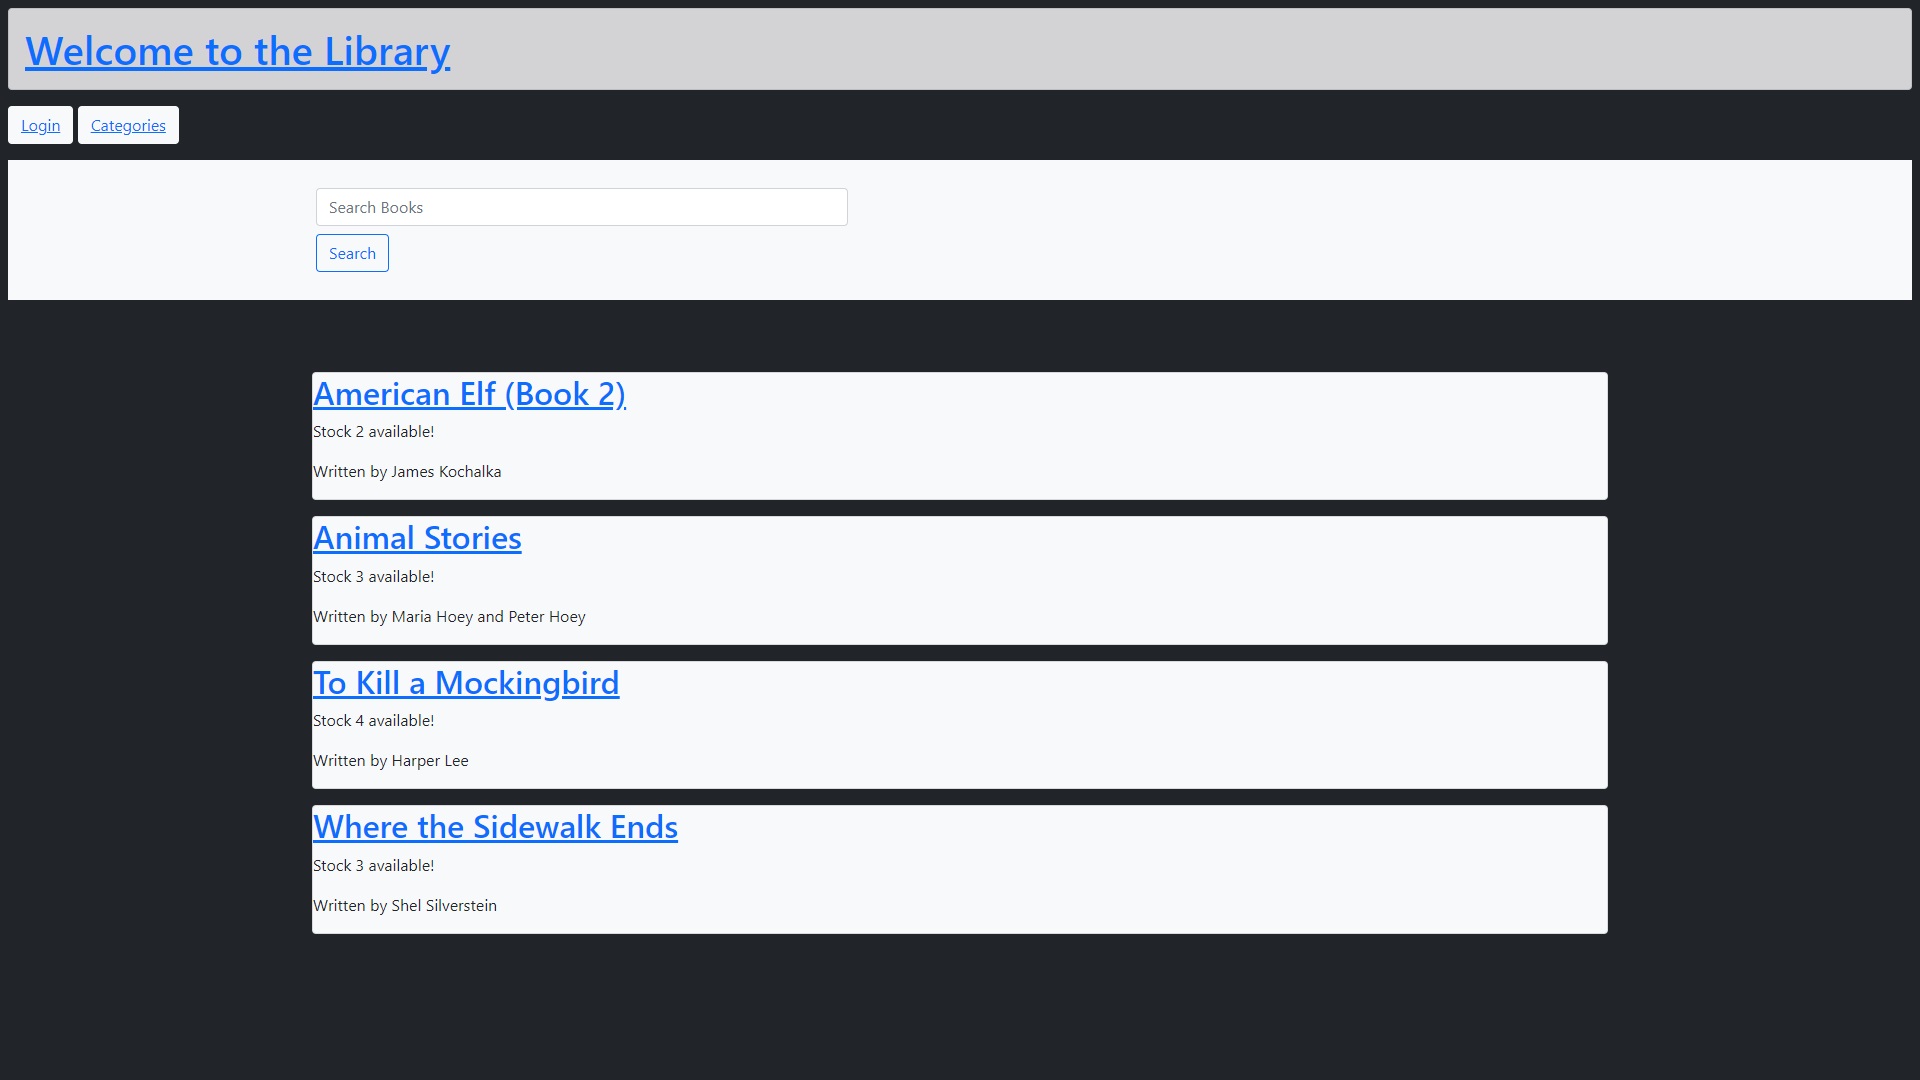 Welcome to the Library
Login Categories
Search Books
Search
American Elf (Book 2)
Stock 2 available!
Written by James Kochalka
Animal Stories
Stock 3 available!
Written by Maria Hoey and Peter Hoey
To Kill a Mockingbird
Stock 4 available!
Written by Harper Lee
Where the Sidewalk Ends
Stock 3 available!
Written by Shel Silverstein